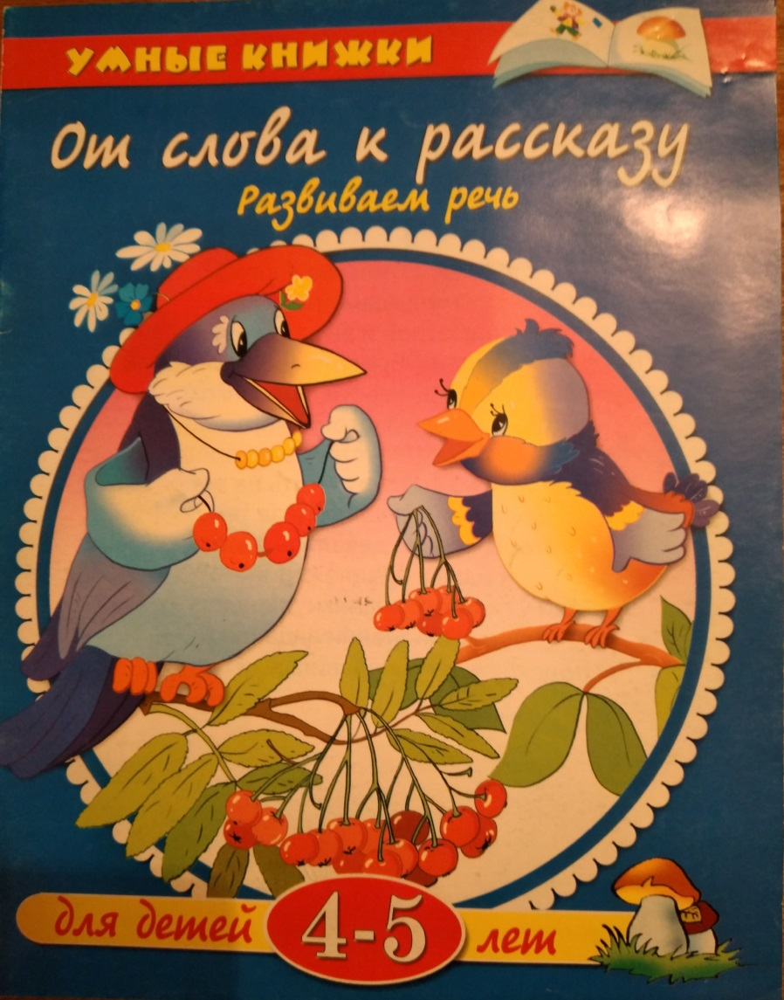 УМНЫЕ КНИЖКИ
От слова к рассказу
Развиваем речь
для детей 4-5 лет